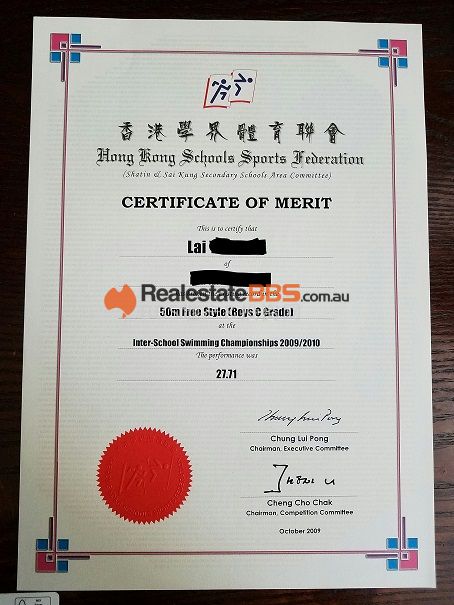 香港學界體育聯會
Hong Kong Schools Sports Federation
(Shatin & Sai Kung Secondary Schools Area Committee)
CERTIFICATE OF MERIT
This is to certify that
Lai
of
RealestateBBS.com.au
50m Free Style (Boys C Grade)
at the
Inter-School Swimming Championships 2009/2010
The performance was
27.71
Chung Lui Pong
Chairman, Executive Committee
Cheng Cho Chak
Chairman, Competition Committee
October 2009